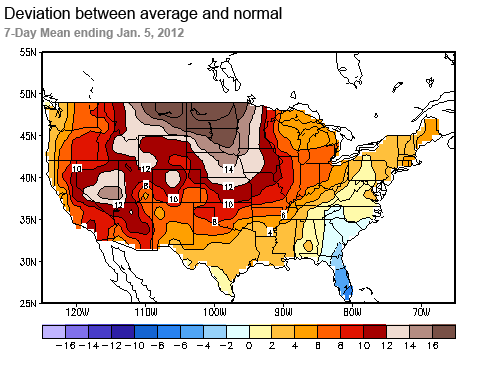 Deviation between average and normal
7-Day Mean ending Jan. 5, 2012
55N
50N
45N
40N
35N
30N
25N
10
12
8
10
12
14
12
10
8
6
4
120W 110W 100W 90W 80W 70W
-16 -14 -12 -10 -8 -6 -4 -2 0 2 4 6 8 10 12 14 16